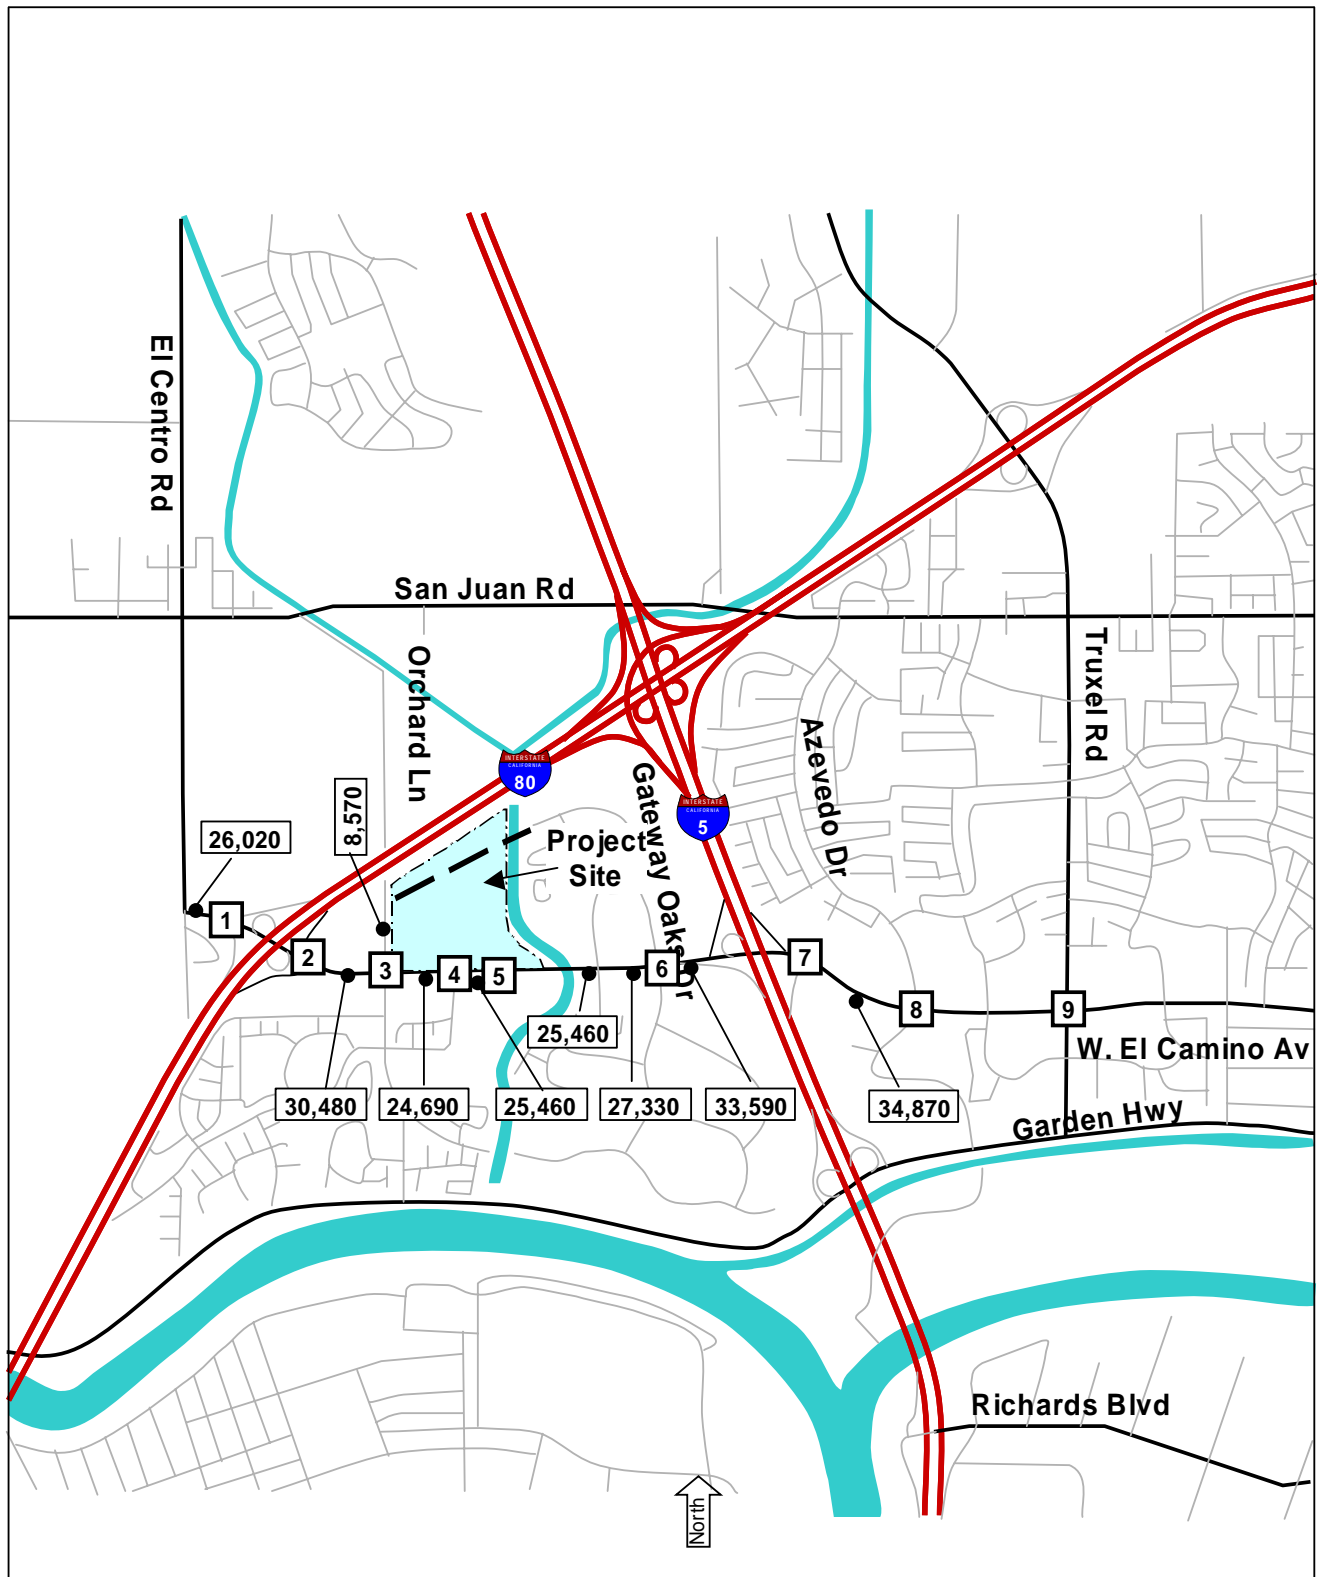 El Centro Rd
San Juan Rd
Orchard Ln
Truxel Rd
INTERSTATE
CALIFORNIA
80
Gateway Oaks Dr
Azevedo Dr
INTERSTATE
CALIFORNIA
5
8,570
26,020
Project
Site
1
2
3
4
5
6
7
8
9
25,460
W. El Camino Av
30,480
24,690
25,460
27,330
33,590
34,870
Garden Hwy
Richards Blvd
North